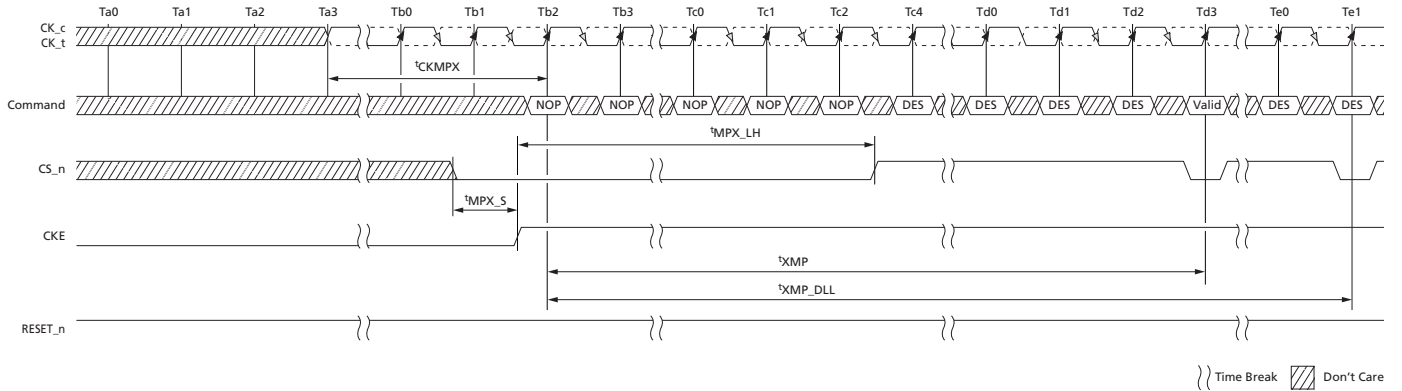 Ta0 Ta1 Ta2 Ta3 Tb0 Tb1 Tb2 Tb3 Tc0 Tc1 Tc2 Tc4 Td0 Td1 Td2 Td3 Te0 Te1
CK_c
CK_t
tCKMPX
Command NOP NOP NOP NOP NOP DES DES DES DES Valid DES DES
tMPX_LH
CS_n
tMPX_S
CKE
tXMP
tXMP_DLL
RESET_n
Time Break Don't Care